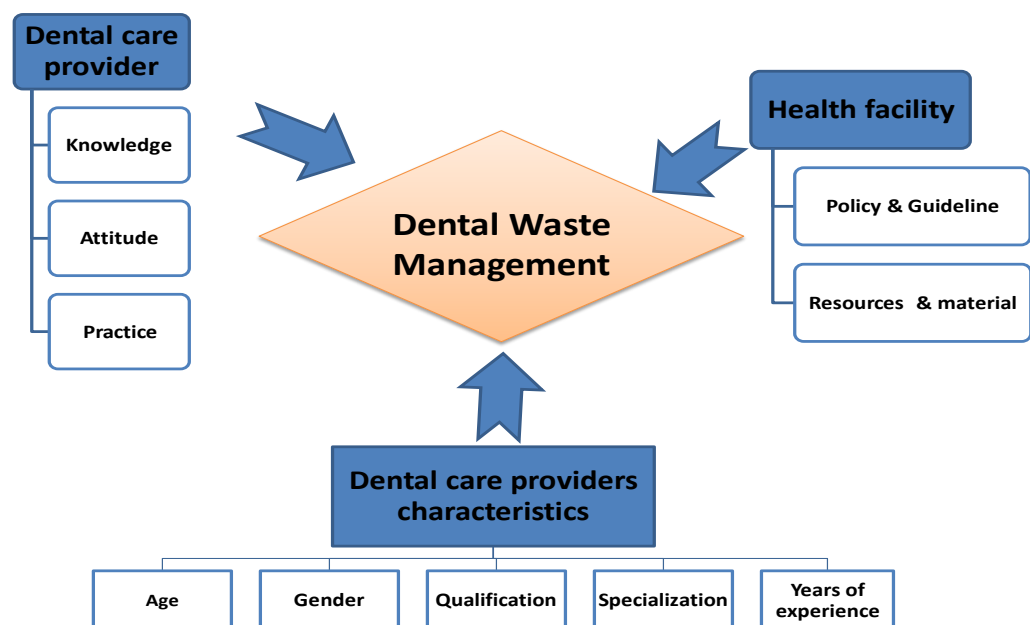 Dental care
provider
Knowledge
Attitude
Practice
Health facility
Policy & Guideline
Resources & material
Dental Waste
Management
Dental care providers
characteristics
Age
Gender
Qualification
Specialization
Years of
experience